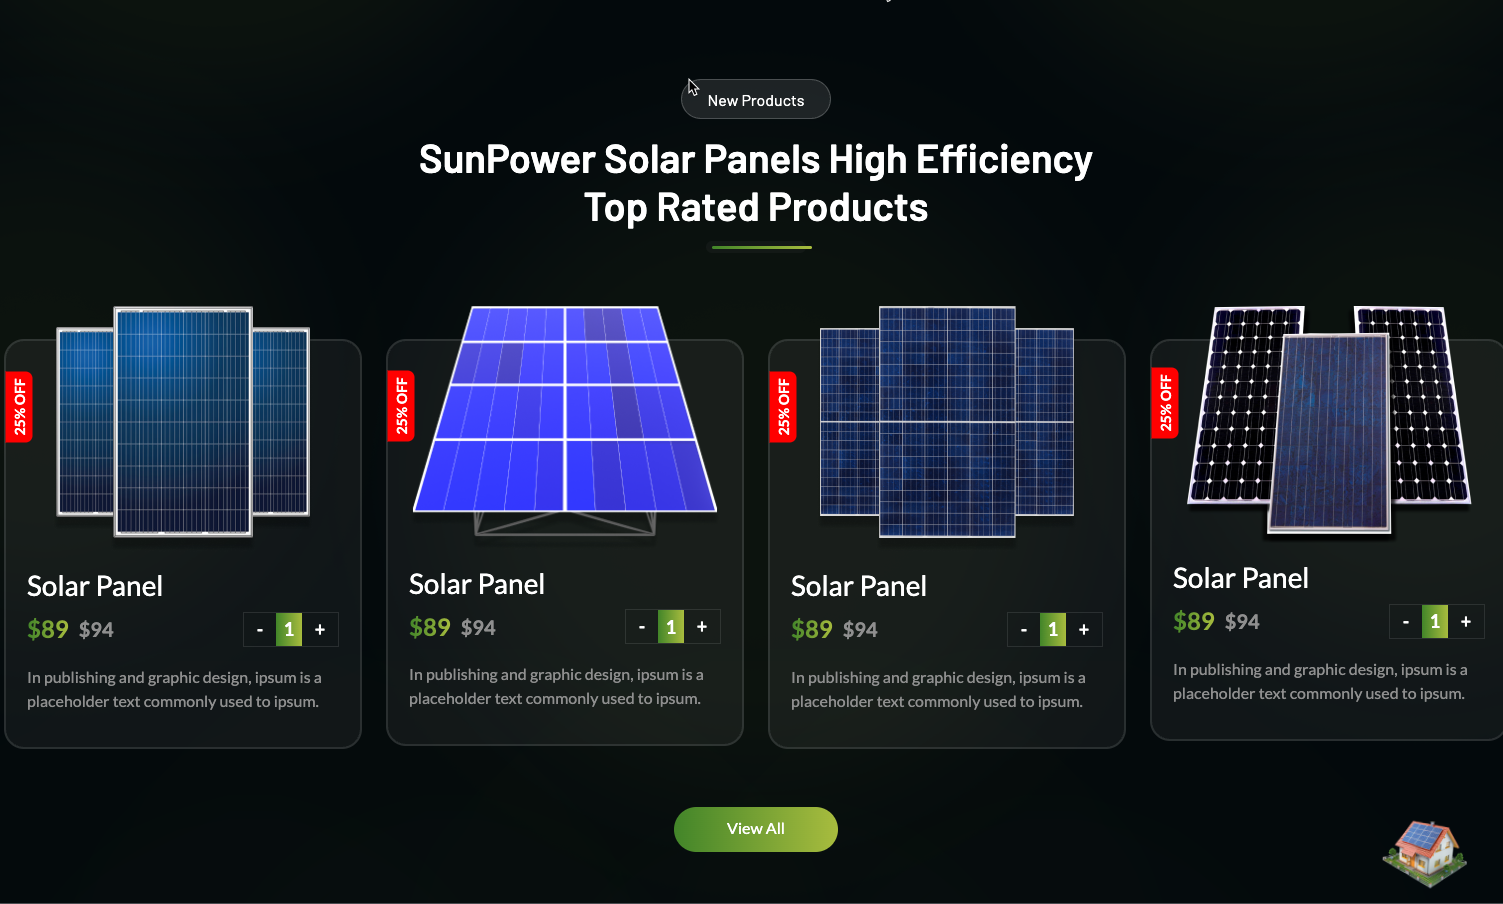 New Products
SunPower Solar Panels High Efficiency
Top Rated Products
25% OFF
Solar Panel
$89 $94 - 1 +
In publishing and graphic design, ipsum is a
placeholder text commonly used to ipsum.
25% OFF
Solar Panel
$89 $94 - 1 +
In publishing and graphic design, ipsum is a
placeholder text commonly used to ipsum.
25% OFF
Solar Panel
$89 $94 - 1 +
In publishing and graphic design, ipsum is a
placeholder text commonly used to ipsum.
25% OFF
Solar Panel
$89 $94 - 1 +
In publishing and graphic design, ipsum is a
placeholder text commonly used to ipsum.
View All